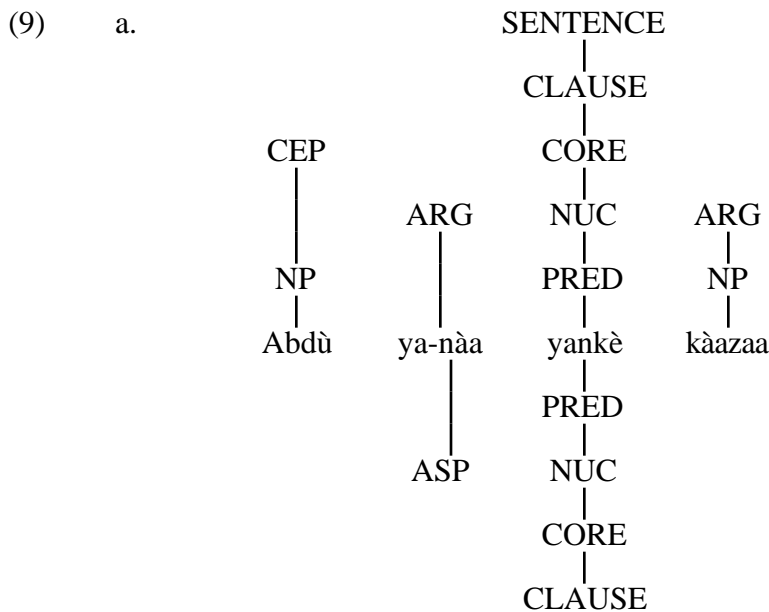 (9) a. SENTENCE
CLAUSE
CEP CORE
ARG NUC ARG
NP PRED NP
Abdù ya-nàa yankè kàazaa
PRED
ASP NUC
CORE
CLAUSE